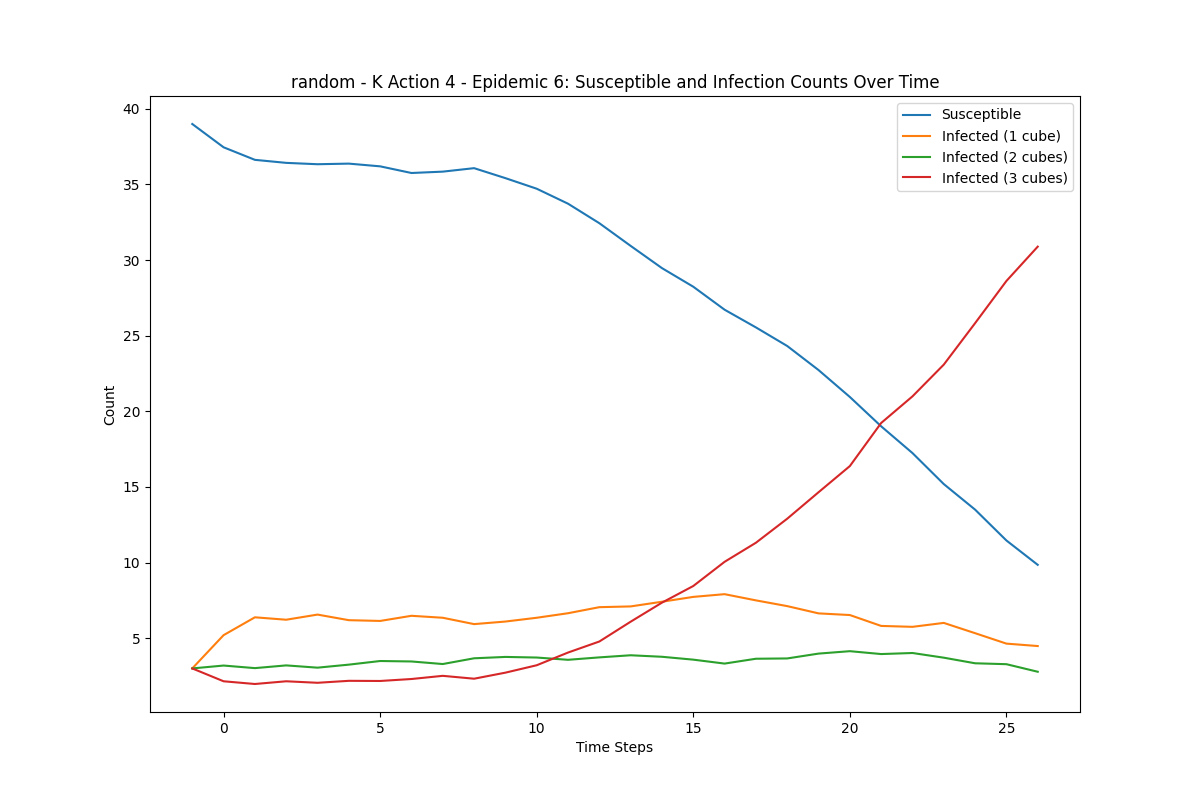 random - K Action 4 - Epidemic 6: Susceptible and Infection Counts Over Time
Susceptible
Infected (1 cube)
Infected (2 cubes)
Infected (3 cubes)
40
35
30
25
20
15
10
5
Count
0 5 10 15 20 25
Time Steps